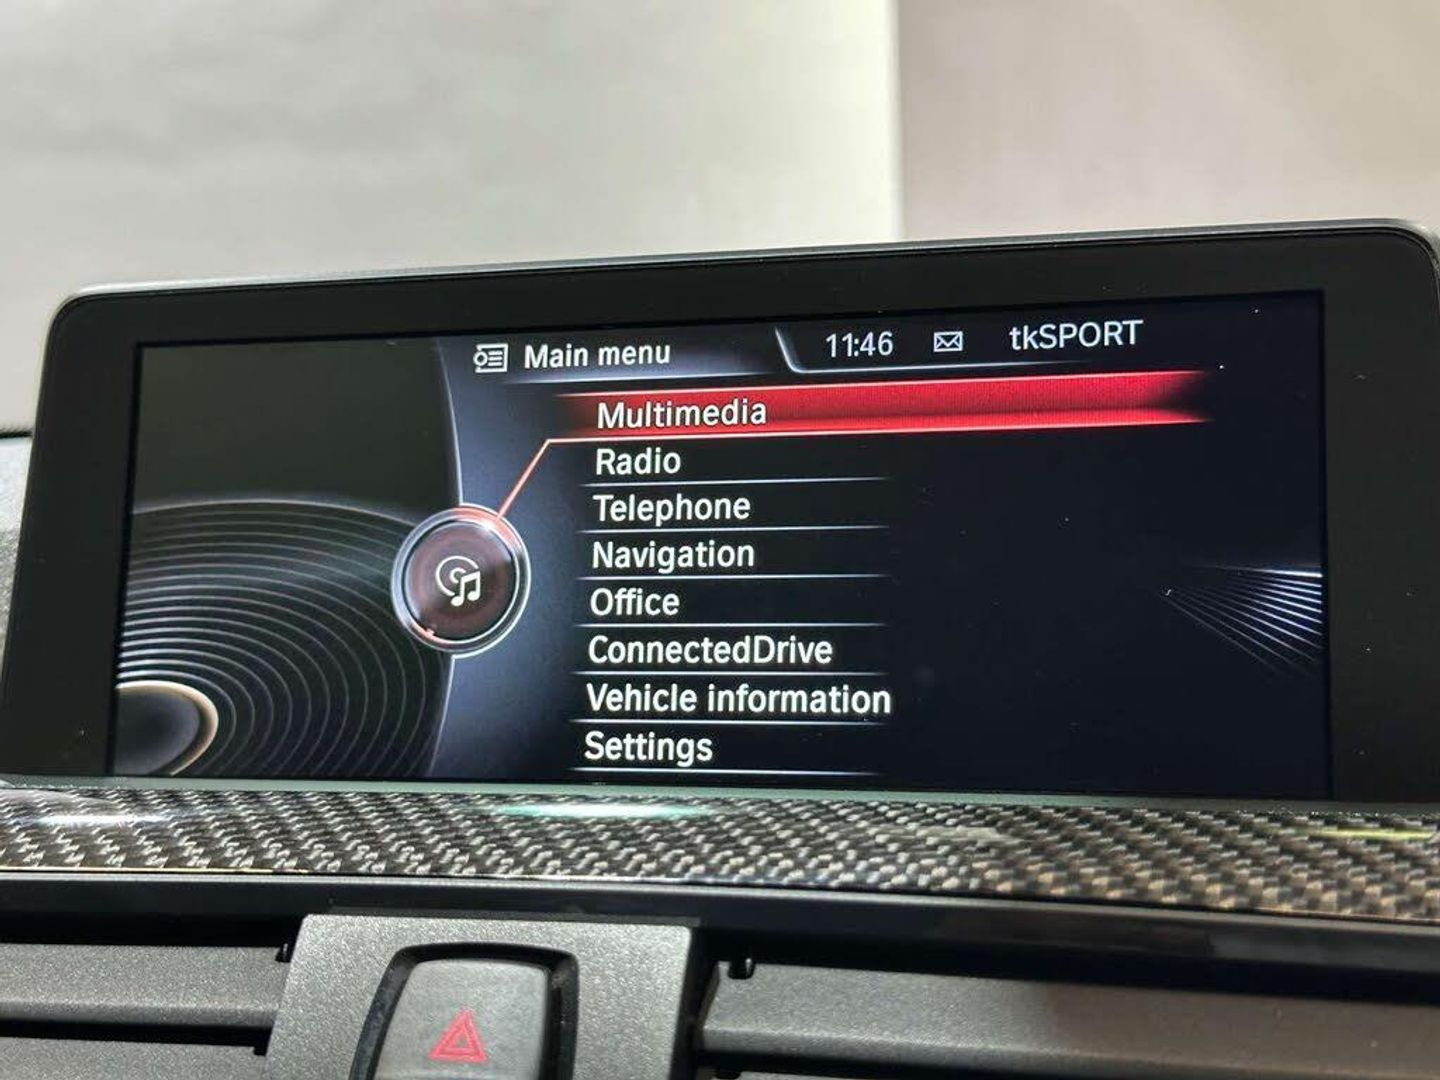 Main menu 11:46 tkSPORT
Multimedia
Radio
Telephone
Navigation
Office
ConnectedDrive
Vehicle information
Settings